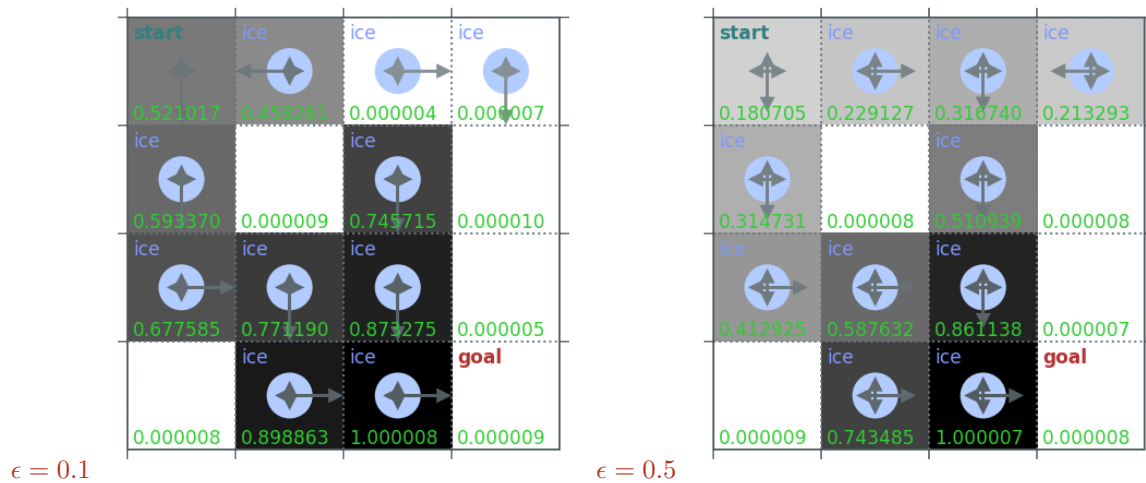 start ice ice ice
0.521017 0.458261 0.000004 0.000007
ice ice
0.593370 0.000009 0.745715 0.000010
ice ice ice
0.677585 0.771190 0.873275 0.000005
ice ice goal
0.000008 0.898863 1.000008 0.000009
ϵ = 0.1
start ice ice ice
0.180705 0.229127 0.316740 0.213293
ice ice
0.314731 0.000008 0.510939 0.000008
ice ice ice
0.412925 0.587632 0.861138 0.000007
ice ice goal
0.000009 0.743485 1.000007 0.000008
ϵ = 0.5